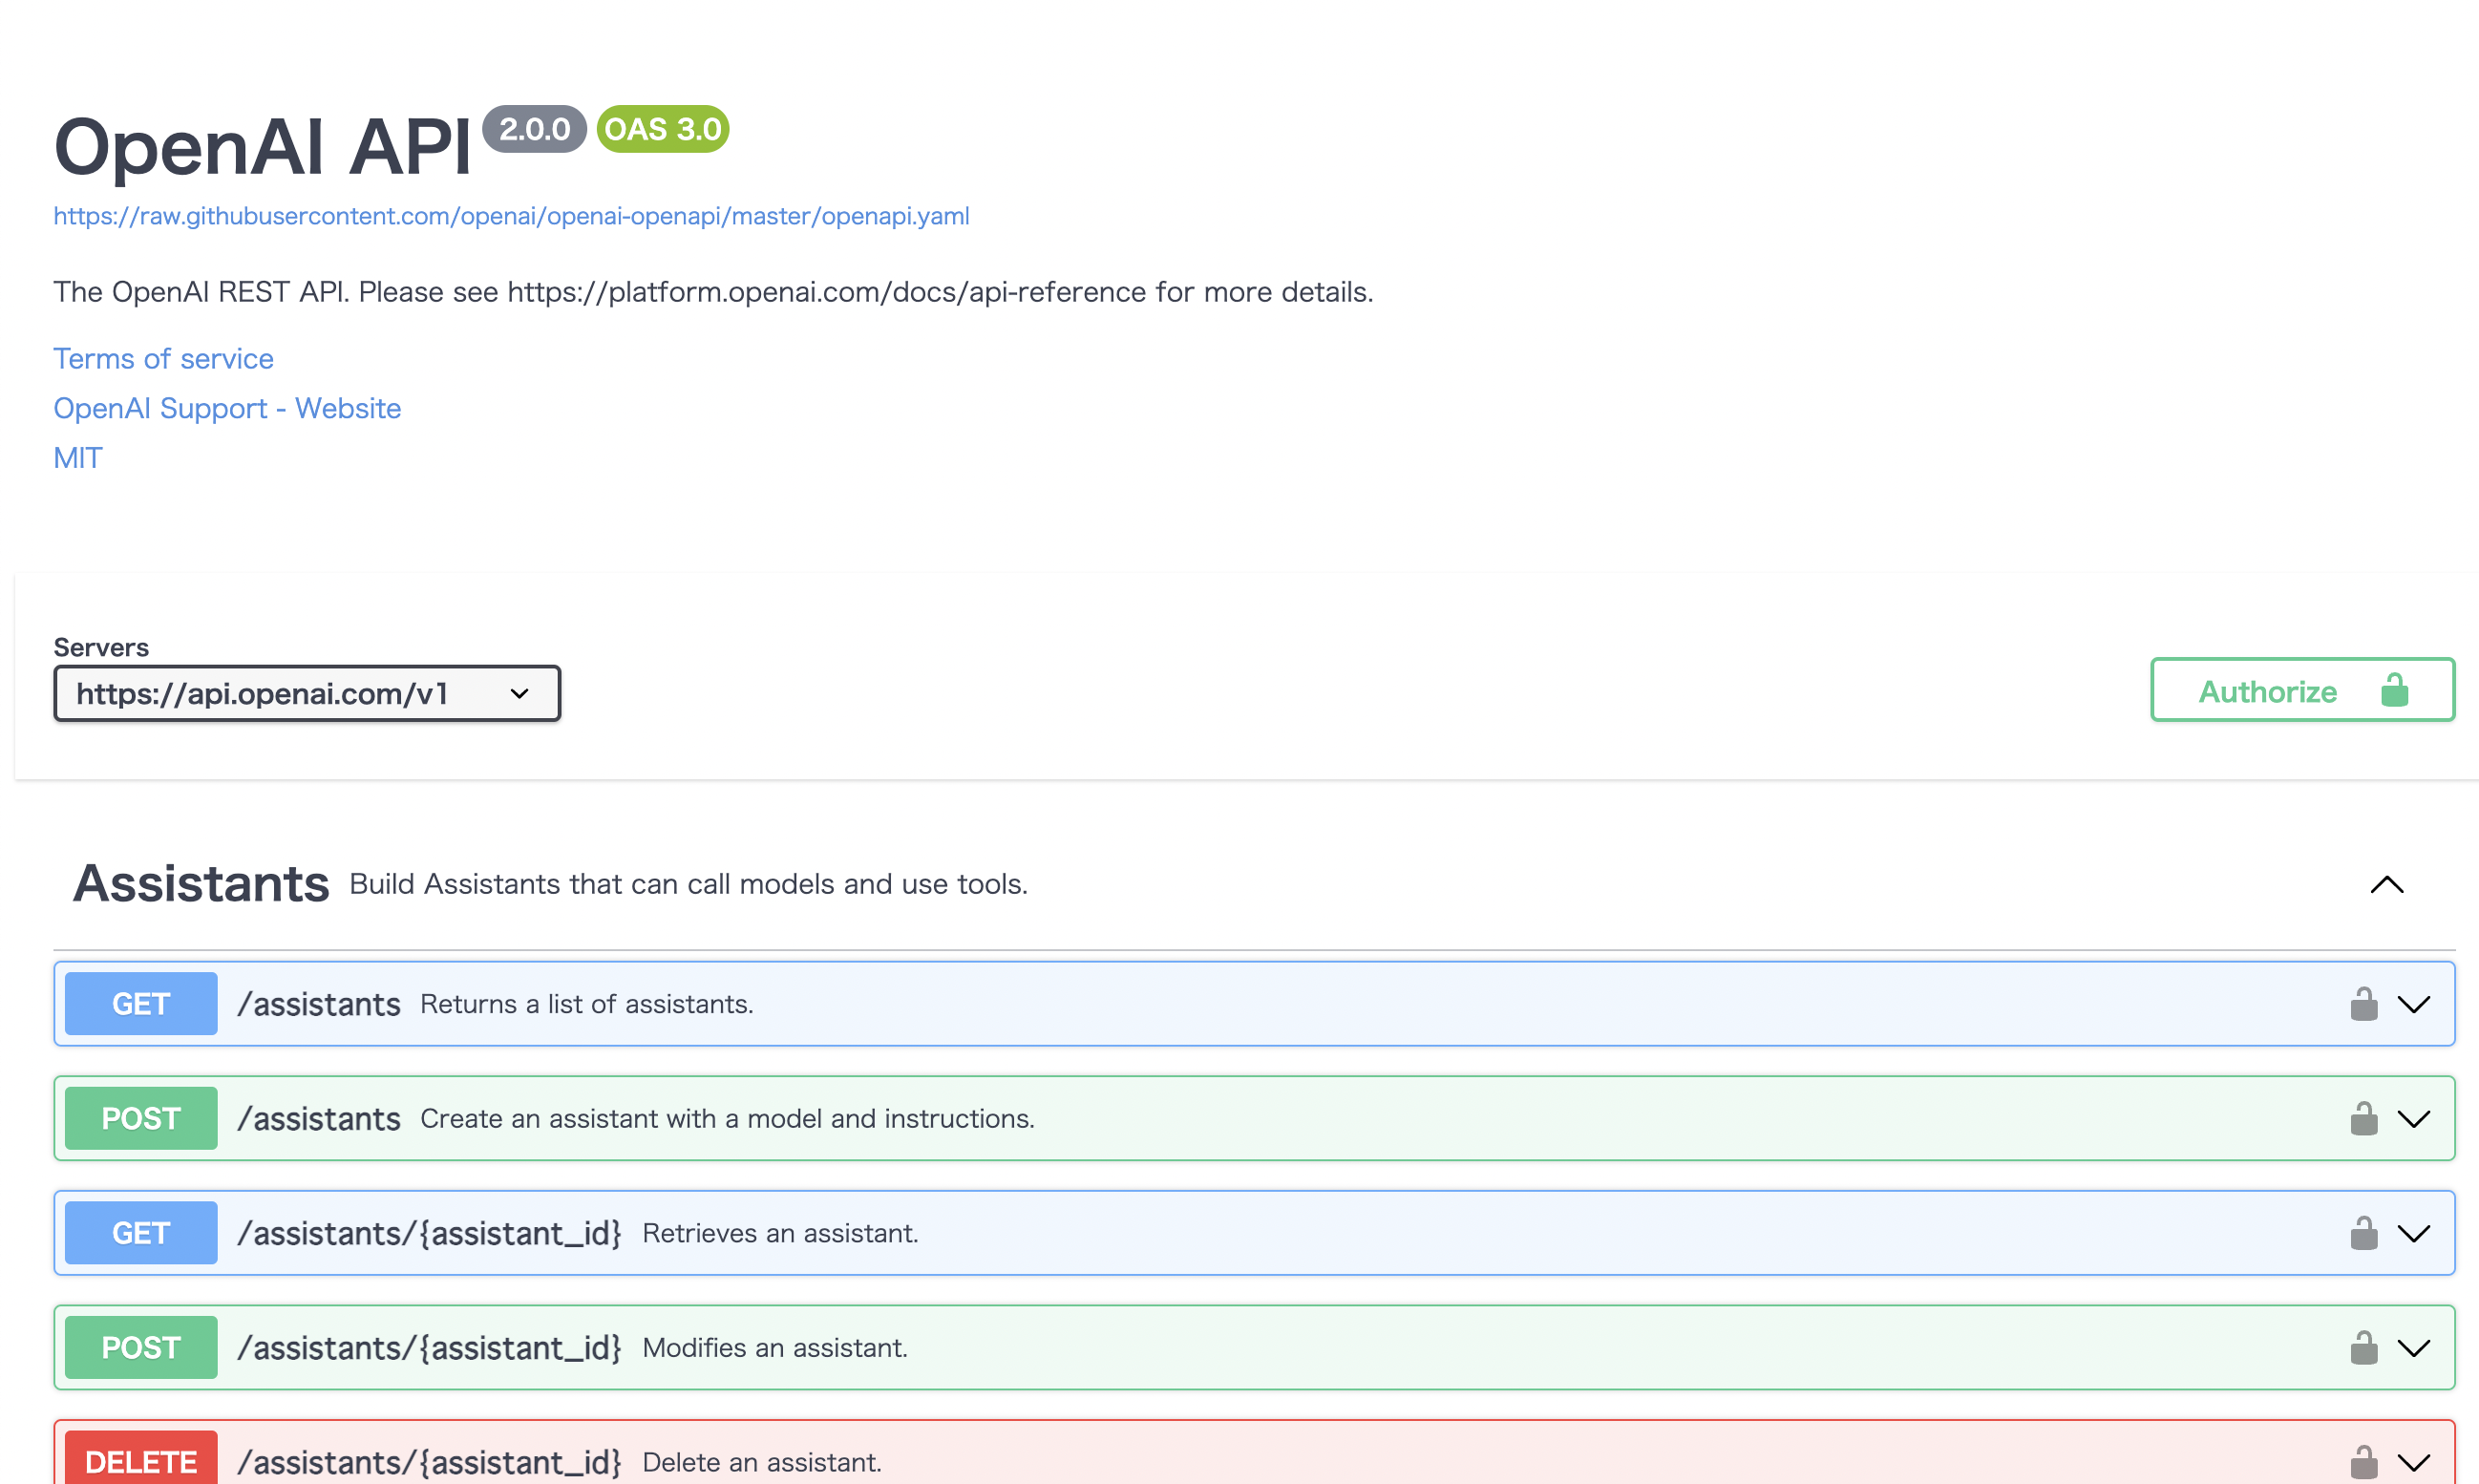 OpenAI API 2.0.0 OAS 3.0
https://raw.githubusercontent.com/openai/openai-openapi/master/openapi.yaml
The OpenAI REST API. Please see https://platform.openai.com/docs/api-reference for more details.
Terms of service
OpenAI Support - Website
MIT
Servers
https://api.openai.com/v1
Authorize
Assistants Build Assistants that can call models and use tools.
GET /assistants Returns a list of assistants.
POST /assistants Create an assistant with a model and instructions.
GET /assistants/{assistant_id} Retrieves an assistant.
POST /assistants/{assistant_id} Modifies an assistant.
DELETE /assistants/{assistant_id} Delete an assistant.